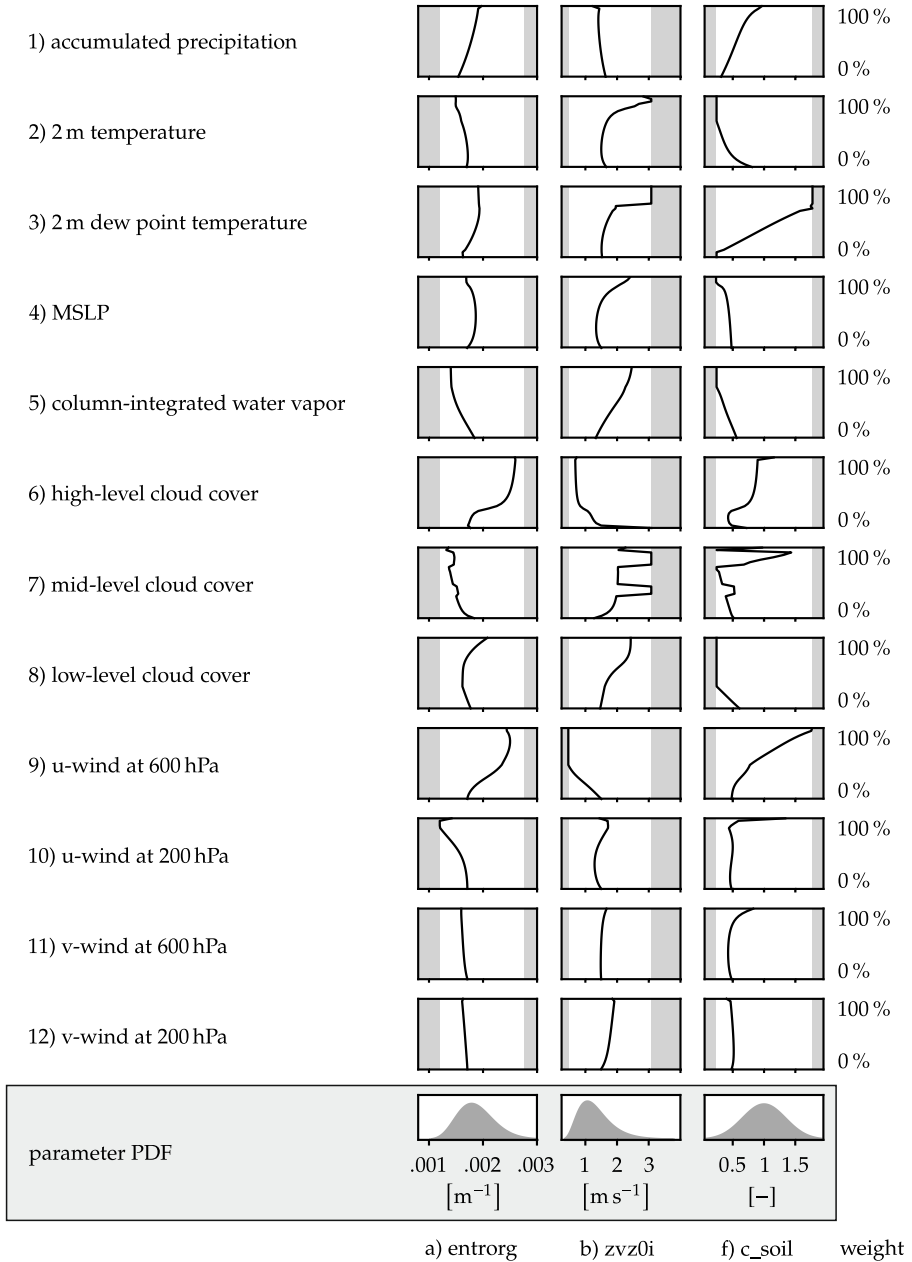 1) accumulated precipitation
100 %
0 %
2) 2 m temperature
100 %
0 %
3) 2 m dew point temperature
100 %
0 %
4) MSLP
100 %
0 %
5) column-integrated water vapor
100 %
0 %
6) high-level cloud cover
100 %
0 %
7) mid-level cloud cover
100 %
0 %
8) low-level cloud cover
100 %
0 %
9) u-wind at 600 hPa
100 %
0 %
10) u-wind at 200 hPa
100 %
0 %
11) v-wind at 600 hPa
100 %
0 %
12) v-wind at 200 hPa
100 %
0 %
parameter PDF
.001 .002 .003 1 2 3 0.5 1 1.5
[m⁻¹] [m s⁻¹] [–]
a) entrorg b) zvz0i f) c_soil weight